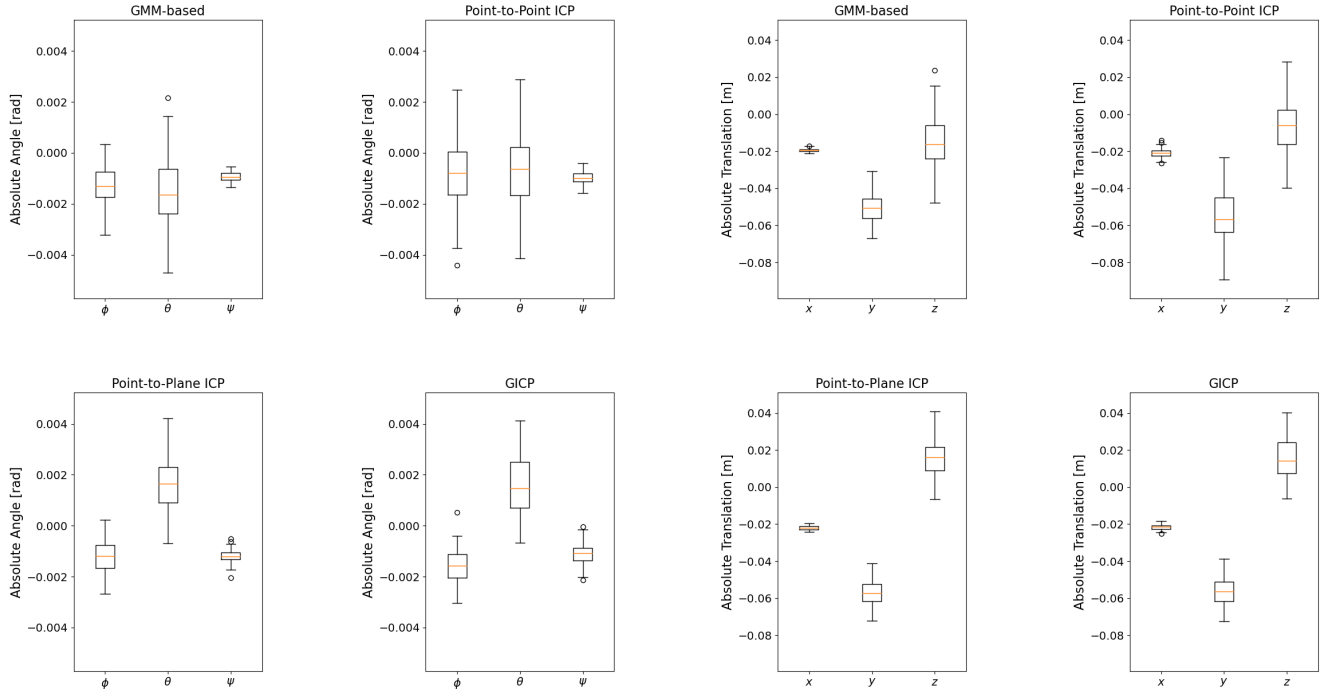 GMM-based
Absolute Angle [rad]
0.004
0.002
0.000
−0.002
−0.004
ϕ θ ψ
Point-to-Point ICP
Absolute Angle [rad]
0.004
0.002
0.000
−0.002
−0.004
ϕ θ ψ
GMM-based
Absolute Translation [m]
0.04
0.02
0.00
−0.02
−0.04
−0.06
−0.08
x y z
Point-to-Point ICP
Absolute Translation [m]
0.04
0.02
0.00
−0.02
−0.04
−0.06
−0.08
x y z
Point-to-Plane ICP
Absolute Angle [rad]
0.004
0.002
0.000
−0.002
−0.004
ϕ θ ψ
GICP
Absolute Angle [rad]
0.004
0.002
0.000
−0.002
−0.004
ϕ θ ψ
Point-to-Plane ICP
Absolute Translation [m]
0.04
0.02
0.00
−0.02
−0.04
−0.06
−0.08
x y z
GICP
Absolute Translation [m]
0.04
0.02
0.00
−0.02
−0.04
−0.06
−0.08
x y z